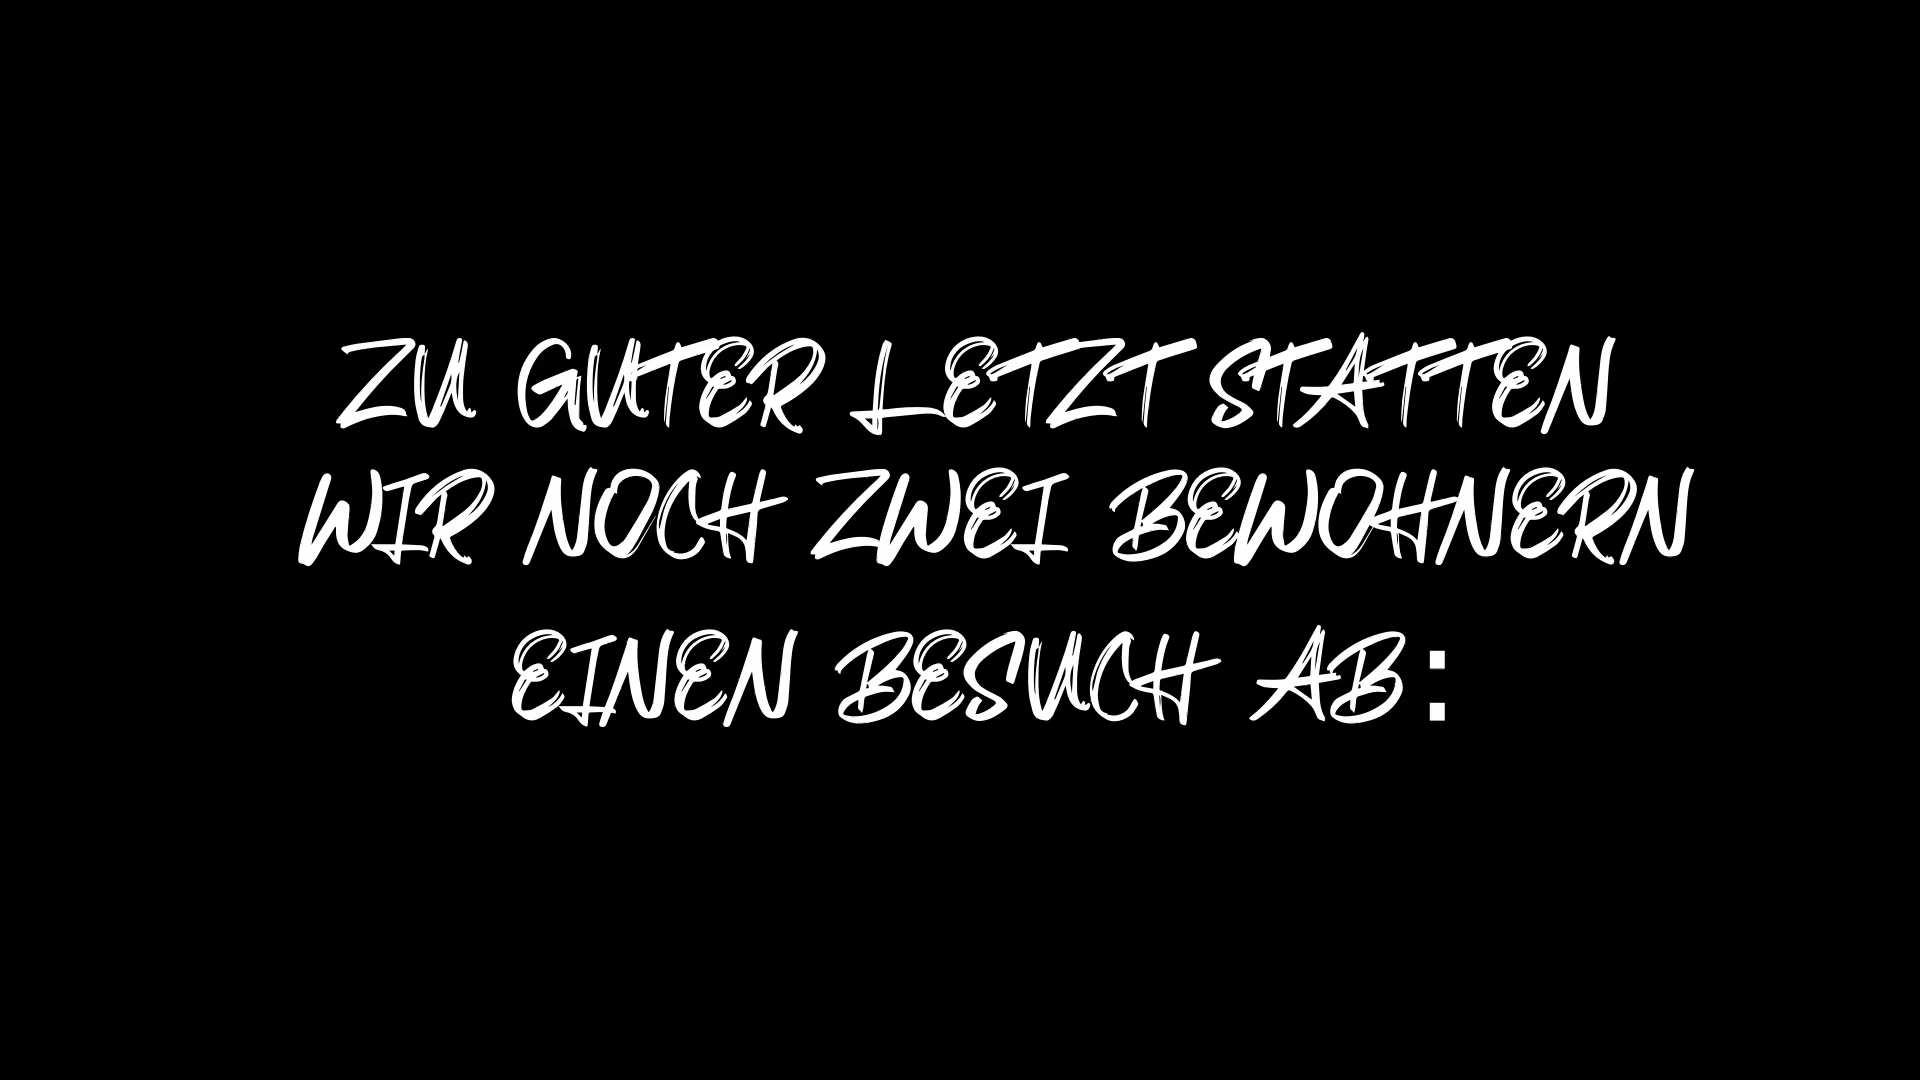 ZU GUTER LETZT STATTEN
WIR NOCH ZWEI BEWOHNERN
EINEN BESUCH AB: